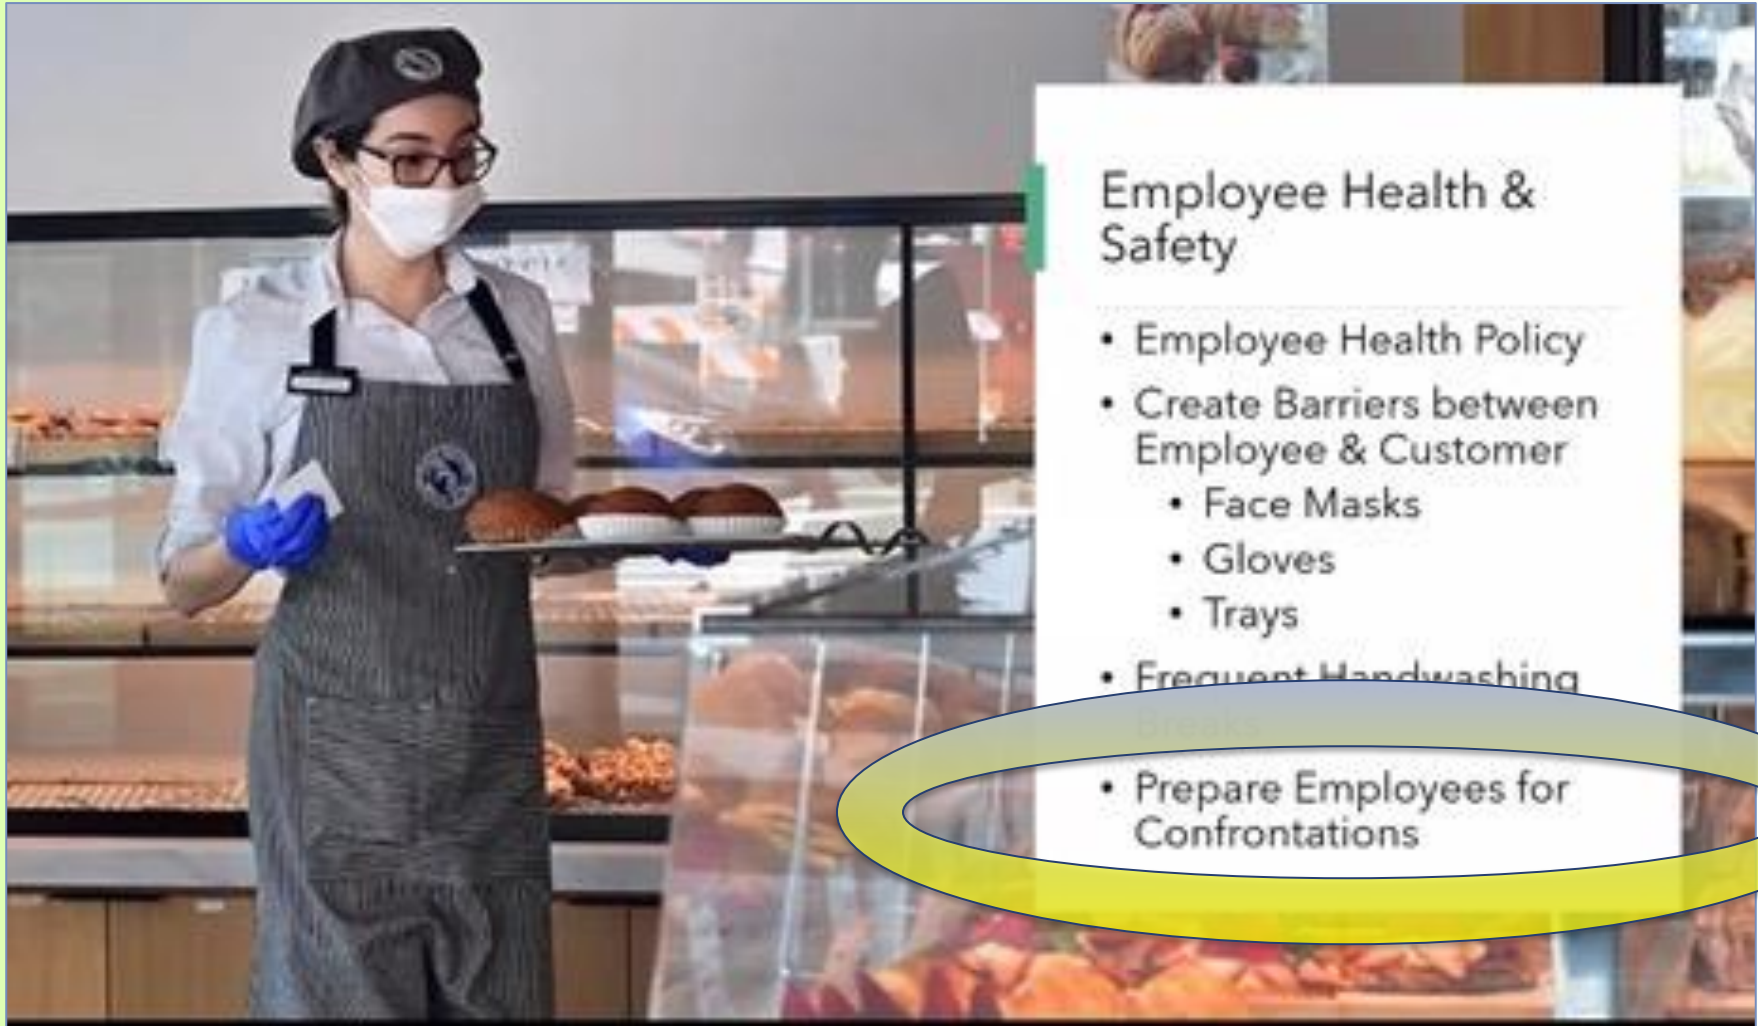 Employee Health &
Safety
• Employee Health Policy
• Create Barriers between
Employee & Customer
• Face Masks
• Gloves
• Trays
• Frequent Handwashing
Breaks
• Prepare Employees for
Confrontations